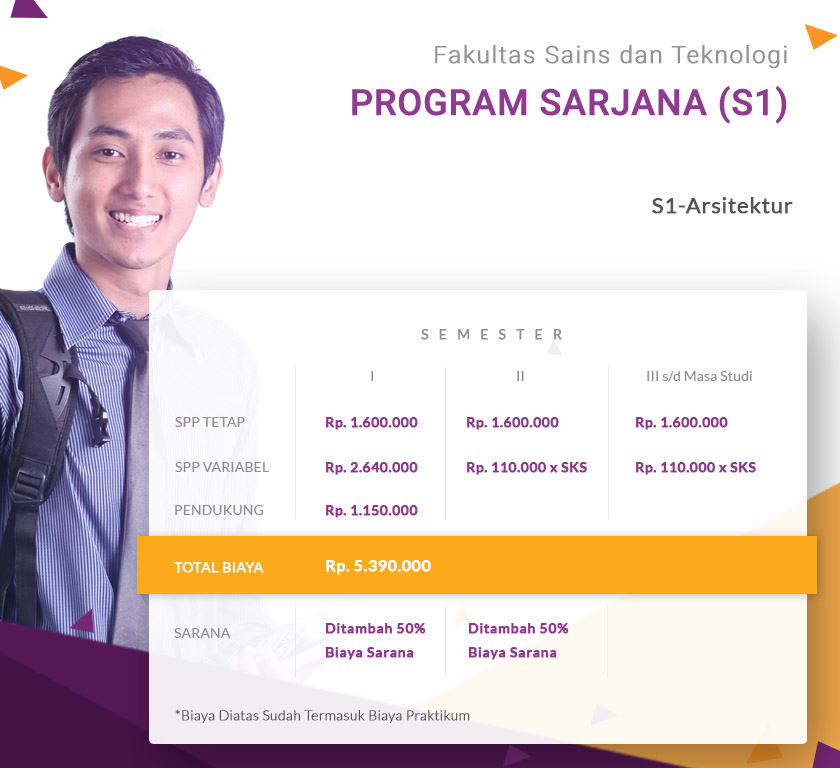 Fakultas Sains dan Teknologi
PROGRAM SARJANA (S1)
S1-Arsitektur
SEMESTER
I II III s/d Masa Studi
SPP TETAP Rp. 1.600.000 Rp. 1.600.000 Rp. 1.600.000
SPP VARIABEL Rp. 2.640.000 Rp. 110.000 x SKS Rp. 110.000 x SKS
PENDUKUNG Rp. 1.150.000
TOTAL BIAYA Rp. 5.390.000
SARANA Ditambah 50% Ditambah 50%
Biaya Sarana Biaya Sarana
*Biaya Diatas Sudah Termasuk Biaya Praktikum